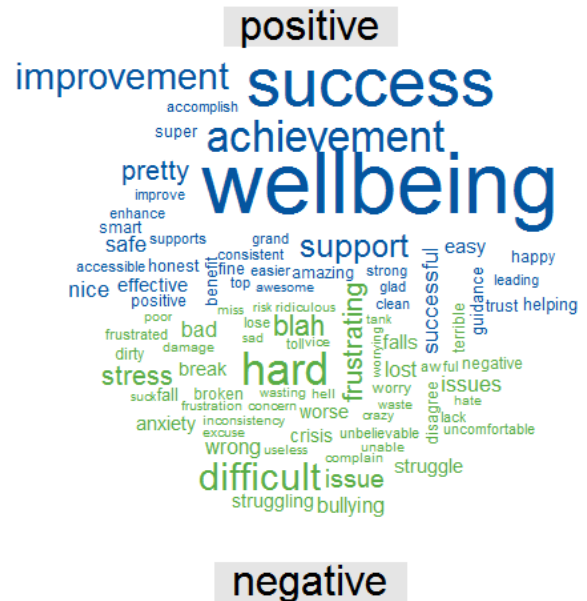 positive
improvement success
accomplish
super achievement
pretty wellbeing
improve
enhance
smart
safe supports grand consistent support successful easy happy
accessible honest benefit fine easier amazing strong guidance leading
nice effective top awesome glad trust helping
positive clean
poor miss risk ridiculous frustrating tank terrible
frustrated bad lose blah falls
dirty damage sad toll vice worrying
stress break hard lost awful negative
suck fall broken wasting hell worry disagree issues
frustration concern waste hate
anxiety inconsistency worse crazy lack
excuse crisis unbelievable uncomfortable
wrong useless unable
complain
difficult issue struggle
struggling bullying
negative